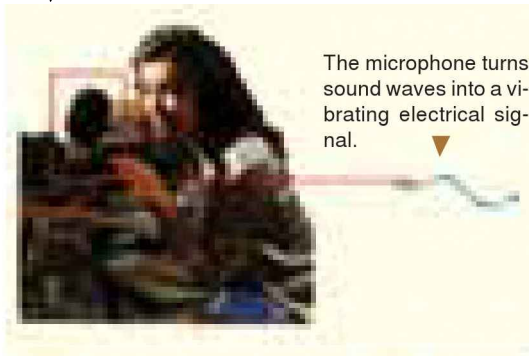 The microphone turns
sound waves into a vi-
brating electrical sig-
nal.